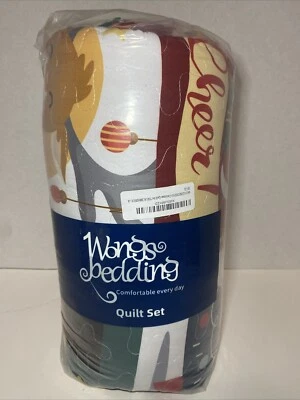 Cheer!
Wongs
bedding
Comfortable every day
Quilt Set